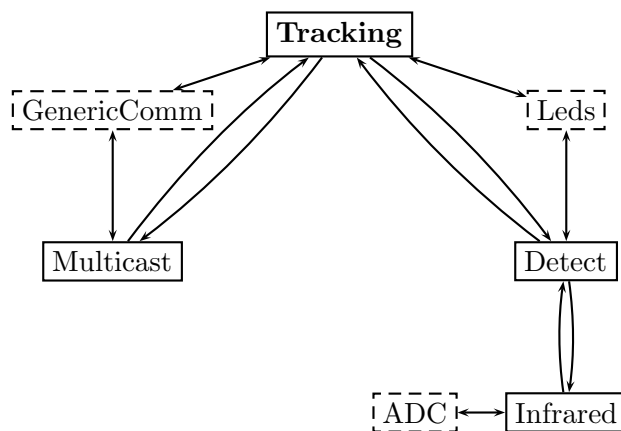 Tracking
GenericComm
Leds
Multicast
Detect
ADC
Infrared